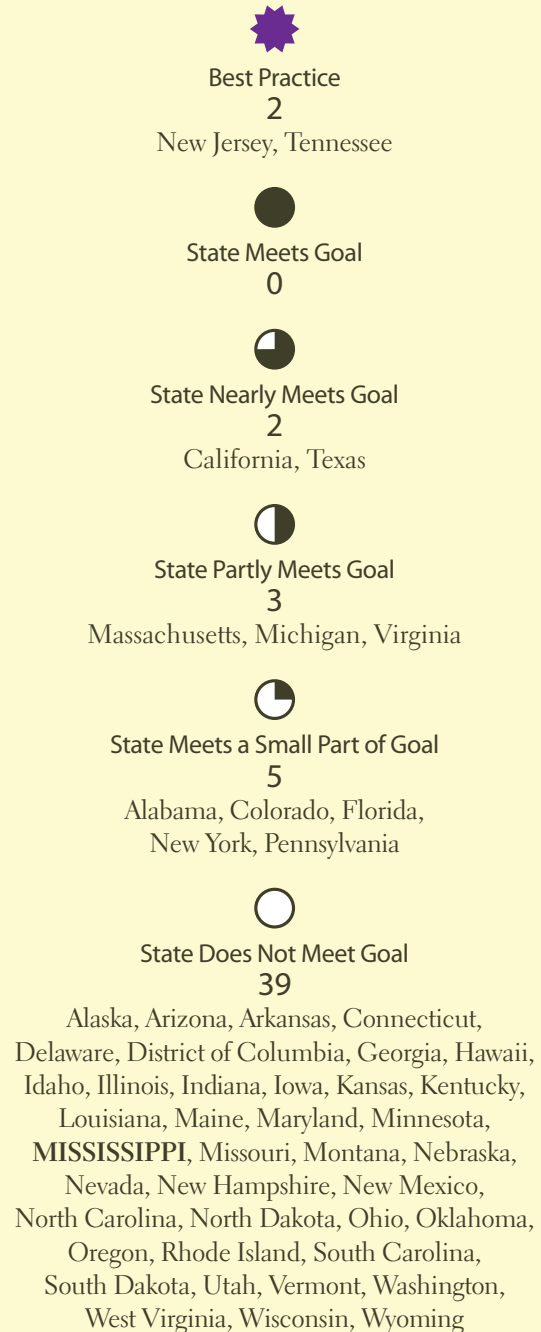 Best Practice
2
New Jersey, Tennessee
State Meets Goal
0
State Nearly Meets Goal
2
California, Texas
State Partly Meets Goal
3
Massachusetts, Michigan, Virginia
State Meets a Small Part of Goal
5
Alabama, Colorado, Florida,
New York, Pennsylvania
State Does Not Meet Goal
39
Alaska, Arizona, Arkansas, Connecticut,
Delaware, District of Columbia, Georgia, Hawaii,
Idaho, Illinois, Indiana, Iowa, Kansas, Kentucky,
Louisiana, Maine, Maryland, Minnesota,
MISSISSIPPI, Missouri, Montana, Nebraska,
Nevada, New Hampshire, New Mexico,
North Carolina, North Dakota, Ohio, Oklahoma,
Oregon, Rhode Island, South Carolina,
South Dakota, Utah, Vermont, Washington,
West Virginia, Wisconsin, Wyoming